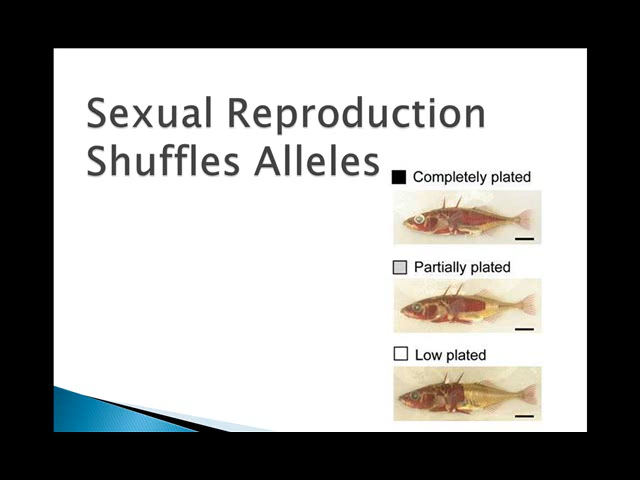 Sexual Reproduction
Shuffles Alleles
Completely plated
Partially plated
Low plated